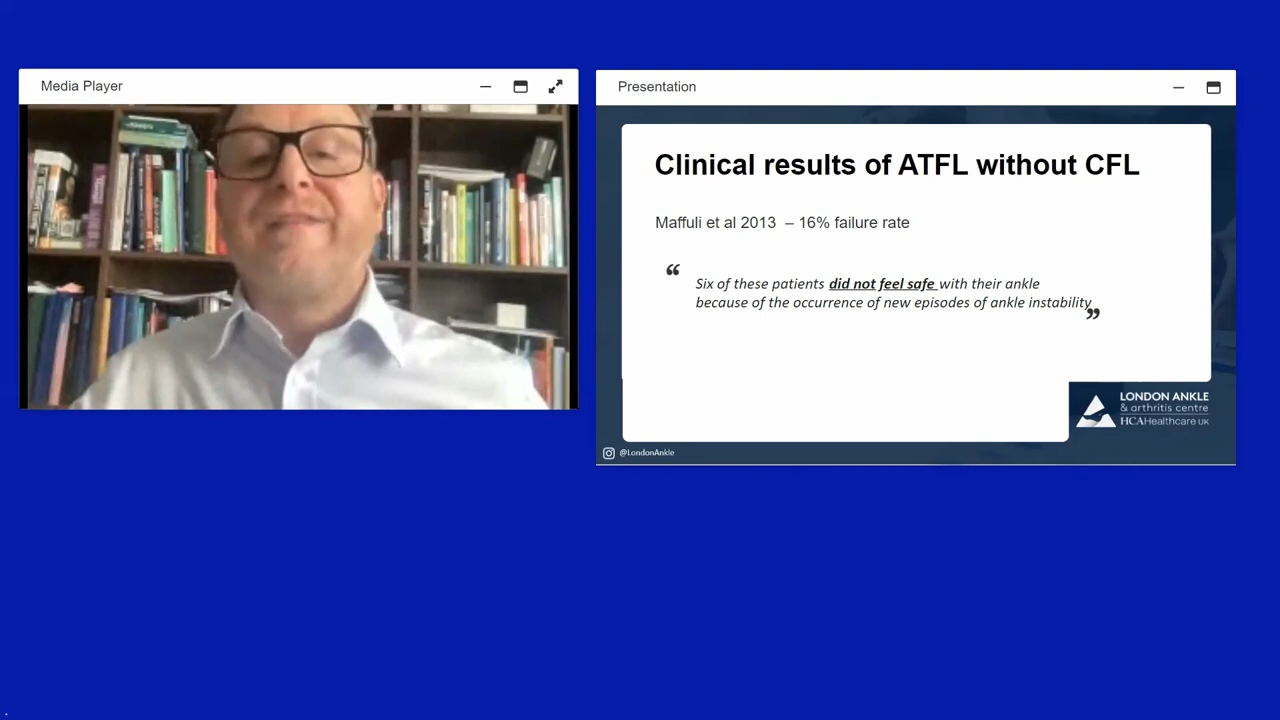 Media Player
Presentation
Clinical results of ATFL without CFL
Maffuli et al 2013 – 16% failure rate
“
Six of these patients did not feel safe with their ankle
because of the occurrence of new episodes of ankle instability
”
LONDON ANKLE
& arthritis centre
HCAHealthcare UK
@LondonAnkle